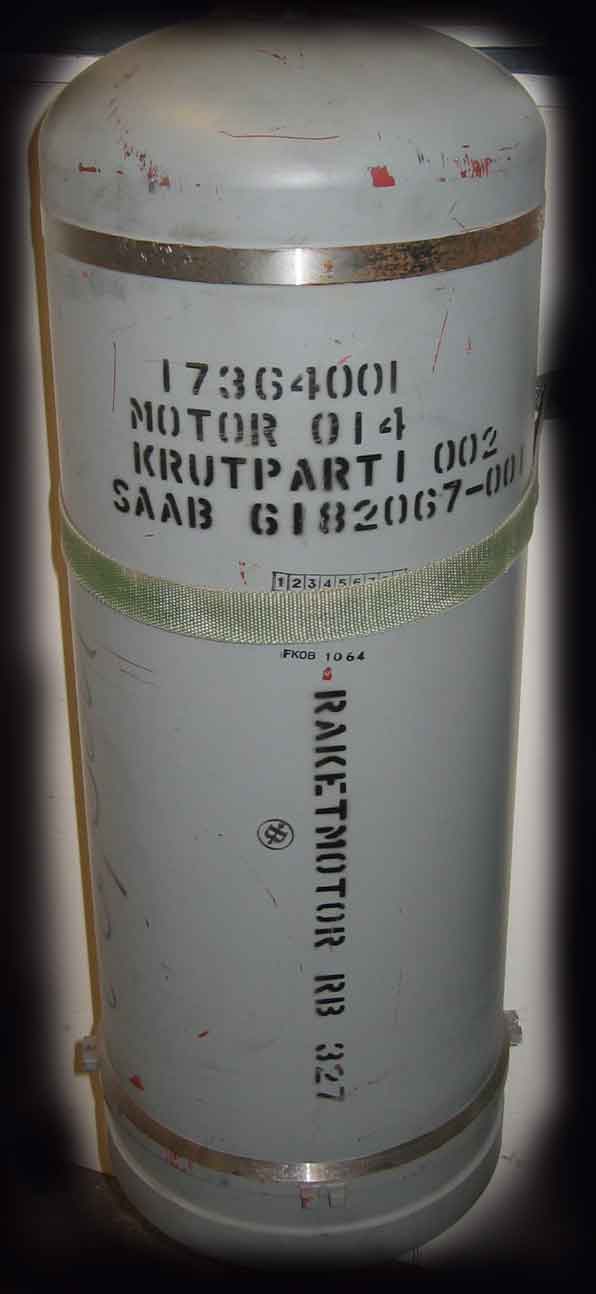 17364001
MOTOR 014
KRUTPARTI 002
SAAB 6182067-001
1 2 3 4 5 6
FKOB 1064
RAKETMOTOR RB 327